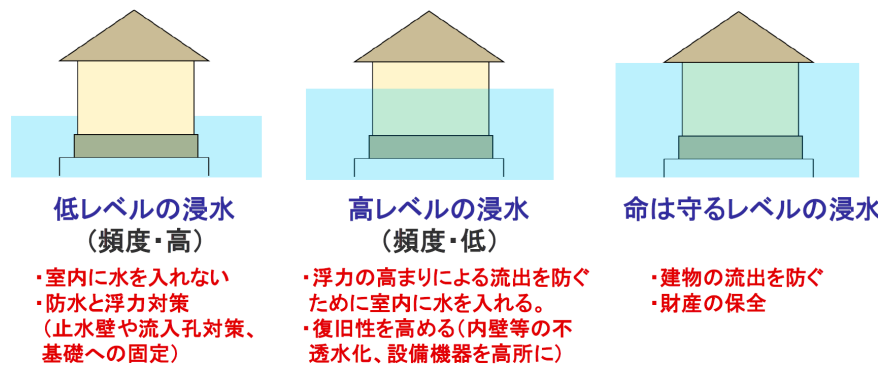 低レベルの浸水
(頻度・高)
・室内に水を入れない
・防水と浮力対策
(止水壁や流入孔対策、
基礎への固定)
高レベルの浸水
(頻度・低)
・浮力の高まりによる流出を防ぐ
ために室内に水を入れる。
・復旧性を高める(内壁等の不
透水化、設備機器を高所に)
命は守るレベルの浸水
・建物の流出を防ぐ
・財産の保全